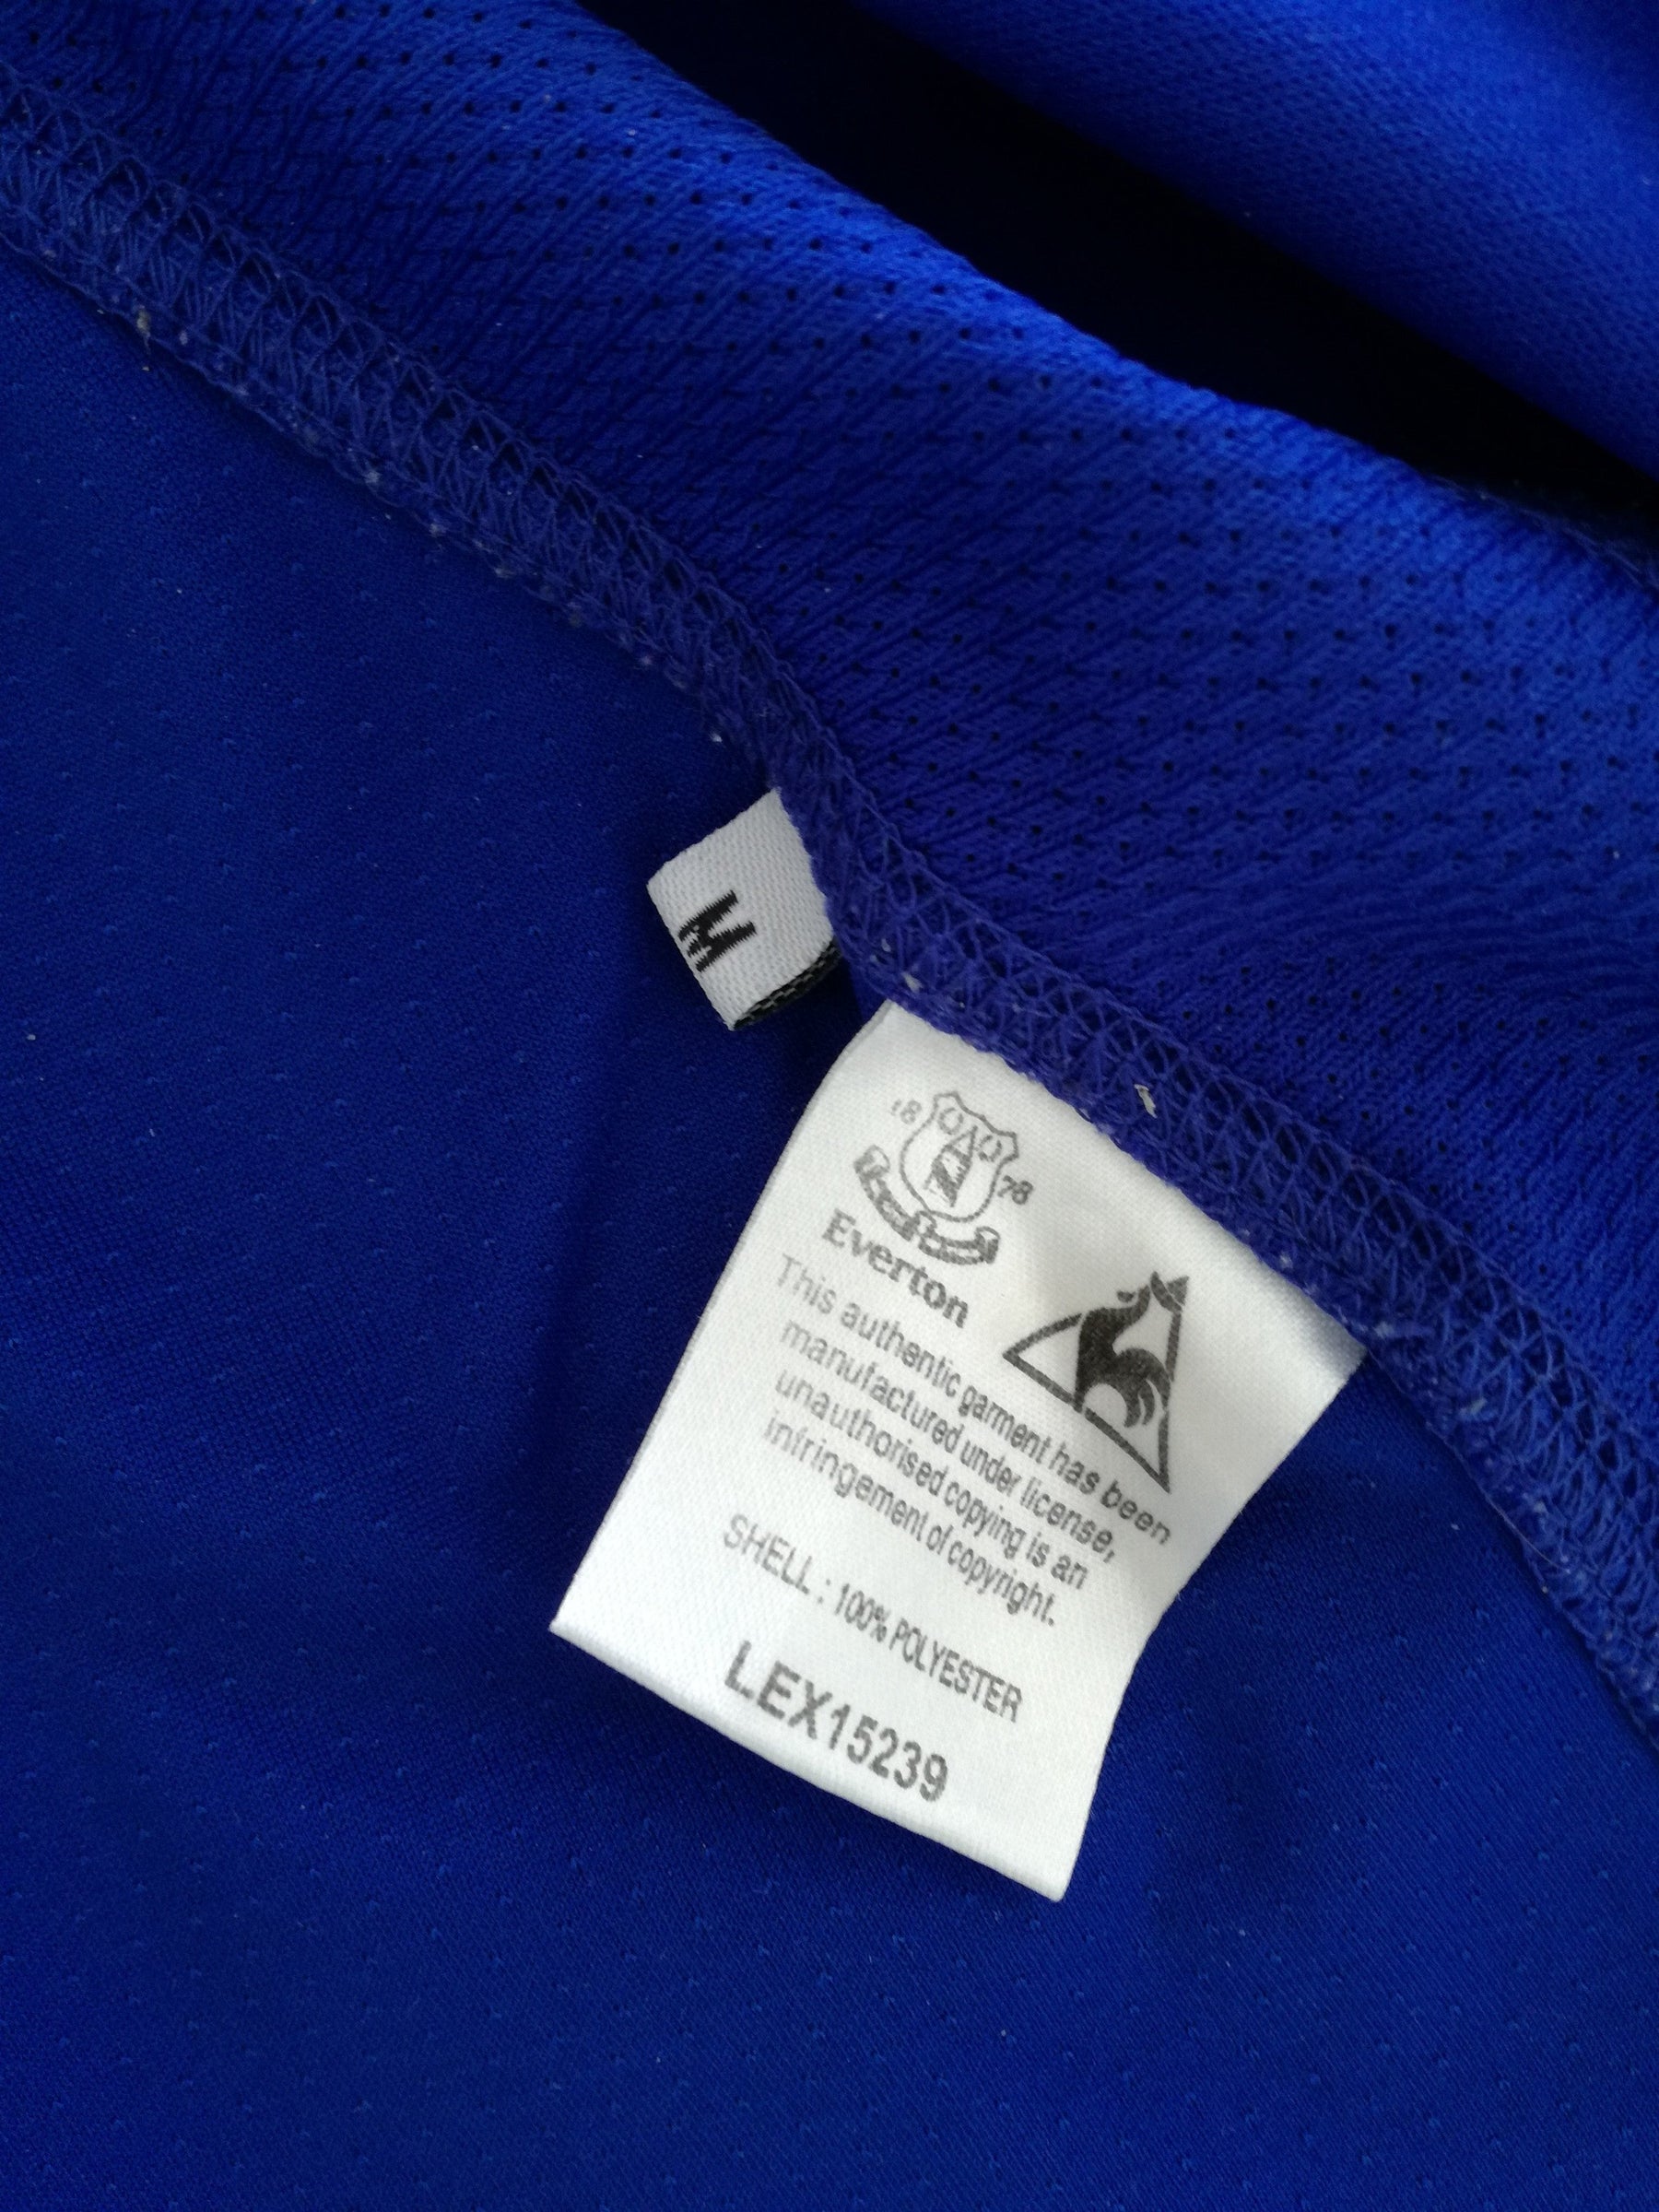 M
18 78
Everton
This authentic garment has been
manufactured under license,
unauthorised copying is an
infringement of copyright.
SHELL : 100% POLYESTER
LEX15239